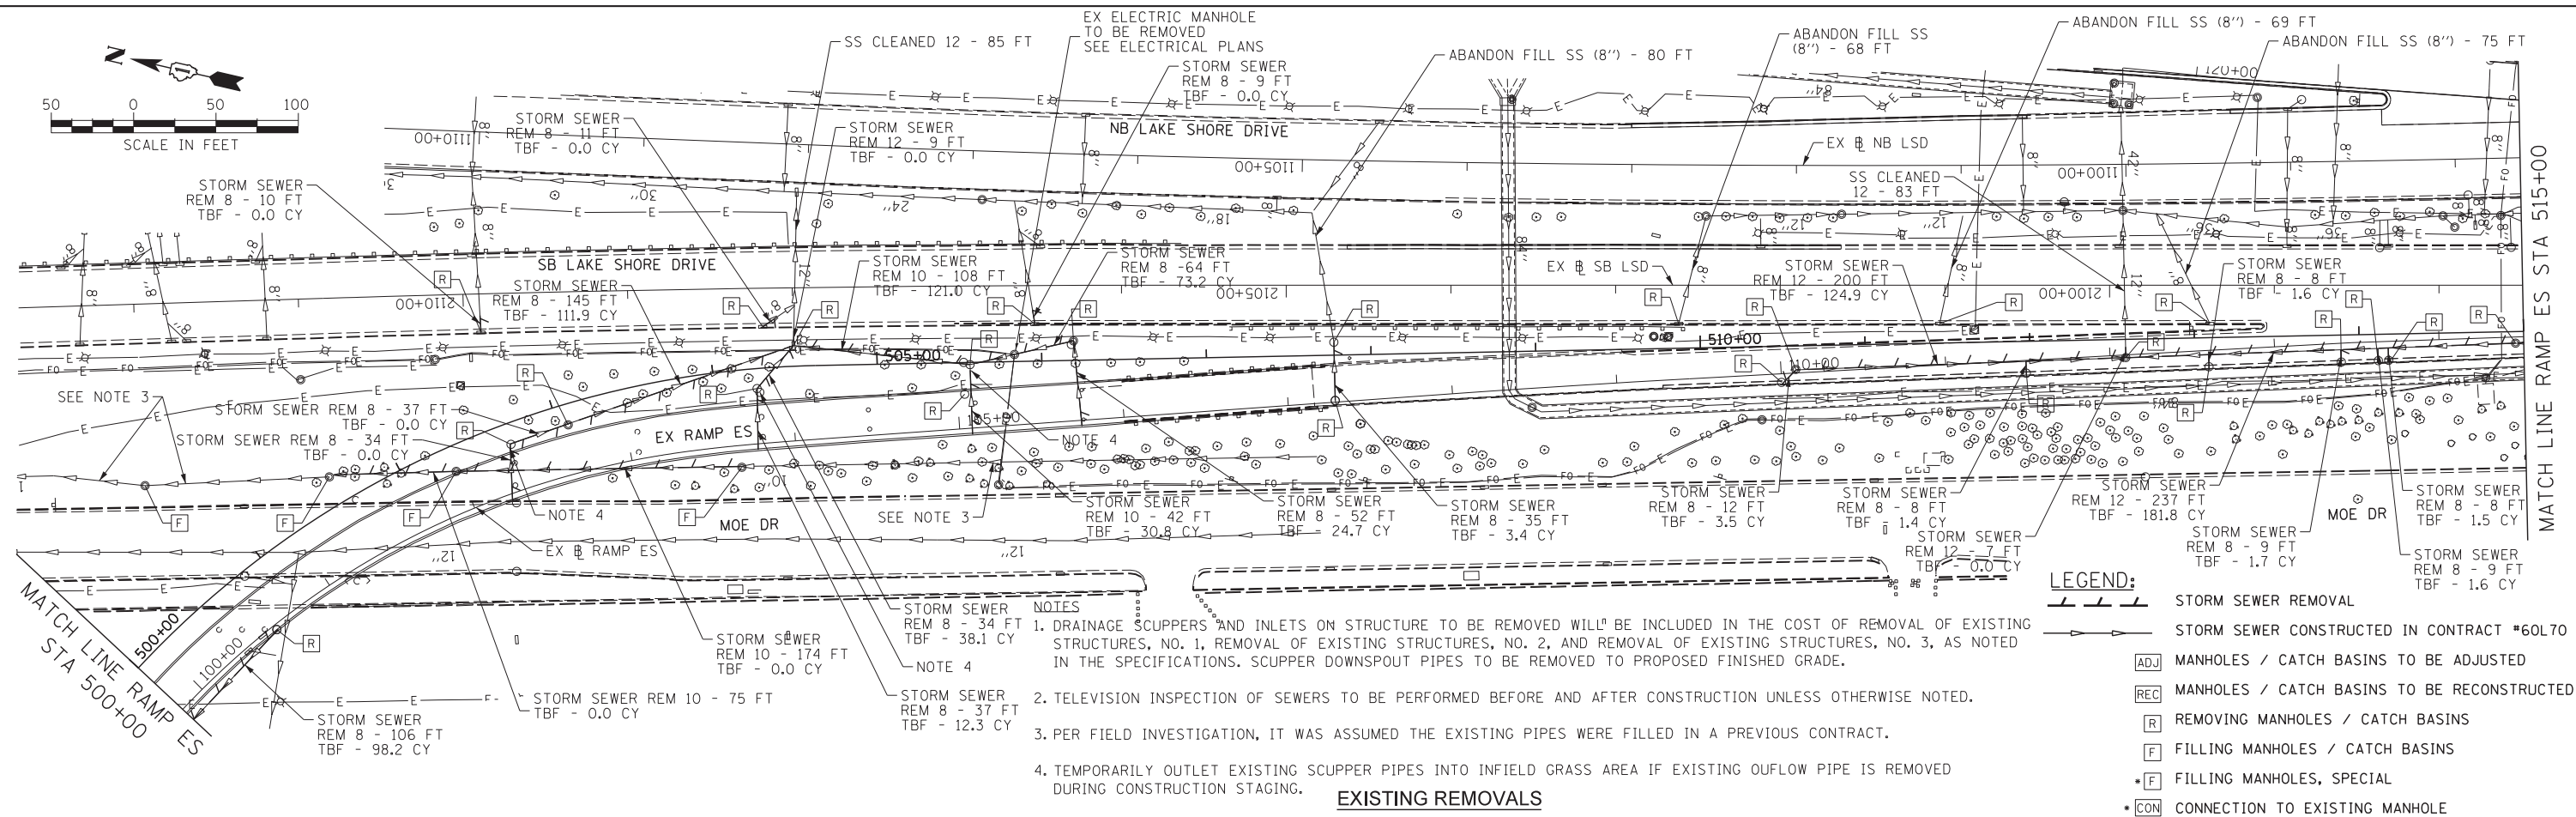 EX ELECTRIC MANHOLE
TO BE REMOVED
SEE ELECTRICAL PLANS
SS CLEANED 12 - 85 FT
STORM SEWER
REM 8 - 9 FT
TBF - 0.0 CY
ABANDON FILL SS (8") - 80 FT
ABANDON FILL SS
(8") - 68 FT
ABANDON FILL SS (8") - 69 FT
ABANDON FILL SS (8") - 75 FT
N
50 0 50 100
SCALE IN FEET
STORM SEWER
REM 8 - 11 FT
TBF - 0.0 CY
STORM SEWER
REM 12 - 9 FT
TBF - 0.0 CY
NB LAKE SHORE DRIVE
EX BL NB LSD
STORM SEWER
REM 8 - 10 FT
TBF - 0.0 CY
SS CLEANED
12 - 83 FT
1110+00
1105+00
1100+00
30"
24"
18"
84"
42"
SB LAKE SHORE DRIVE
STORM SEWER
REM 8 - 145 FT
TBF - 111.9 CY
STORM SEWER
REM 10 - 108 FT
TBF - 121.0 CY
STORM SEWER
REM 8 -64 FT
TBF - 73.2 CY
EX BL SB LSD
STORM SEWER
REM 12 - 200 FT
TBF - 124.9 CY
STORM SEWER
REM 8 - 8 FT
TBF - 1.6 CY
2110+00
2105+00
2100+00
505+00
510+00
110+00
MATCH LINE RAMP ES STA 515+00
SEE NOTE 3
STORM SEWER REM 8 - 37 FT
TBF - 0.0 CY
STORM SEWER REM 8 - 34 FT
TBF - 0.0 CY
EX RAMP ES
NOTE 4
NOTE 4
SEE NOTE 3
MOE DR
EX BL RAMP ES
STORM SEWER
REM 10 - 42 FT
TBF - 30.8 CY
STORM SEWER
REM 8 - 52 FT
TBF - 24.7 CY
STORM SEWER
REM 8 - 35 FT
TBF - 3.4 CY
STORM SEWER
REM 8 - 12 FT
TBF - 3.5 CY
STORM SEWER
REM 8 - 8 FT
TBF - 1.4 CY
STORM SEWER
REM 12 - 7 FT
TBF - 0.0 CY
STORM SEWER
REM 12 - 237 FT
TBF - 181.8 CY
STORM SEWER
REM 8 - 9 FT
TBF - 1.7 CY
MOE DR
STORM SEWER
REM 8 - 8 FT
TBF - 1.5 CY
STORM SEWER
REM 8 - 9 FT
TBF - 1.6 CY
MATCH LINE RAMP ES
STA 500+00
500+00
1100+00
STORM SEWER
REM 8 - 106 FT
TBF - 98.2 CY
STORM SEWER REM 10 - 75 FT
TBF - 0.0 CY
STORM SEWER
REM 10 - 174 FT
TBF - 0.0 CY
STORM SEWER
REM 8 - 34 FT
TBF - 38.1 CY
NOTE 4
STORM SEWER
REM 8 - 37 FT
TBF - 12.3 CY
NOTES
1. DRAINAGE SCUPPERS AND INLETS ON STRUCTURE TO BE REMOVED WILL BE INCLUDED IN THE COST OF REMOVAL OF EXISTING
STRUCTURES, NO. 1, REMOVAL OF EXISTING STRUCTURES, NO. 2, AND REMOVAL OF EXISTING STRUCTURES, NO. 3, AS NOTED
IN THE SPECIFICATIONS. SCUPPER DOWNSPOUT PIPES TO BE REMOVED TO PROPOSED FINISHED GRADE.
2. TELEVISION INSPECTION OF SEWERS TO BE PERFORMED BEFORE AND AFTER CONSTRUCTION UNLESS OTHERWISE NOTED.
3. PER FIELD INVESTIGATION, IT WAS ASSUMED THE EXISTING PIPES WERE FILLED IN A PREVIOUS CONTRACT.
4. TEMPORARILY OUTLET EXISTING SCUPPER PIPES INTO INFIELD GRASS AREA IF EXISTING OUFLOW PIPE IS REMOVED
DURING CONSTRUCTION STAGING.
EXISTING REMOVALS
LEGEND:
STORM SEWER REMOVAL
STORM SEWER CONSTRUCTED IN CONTRACT #60L70
ADJ MANHOLES / CATCH BASINS TO BE ADJUSTED
REC MANHOLES / CATCH BASINS TO BE RECONSTRUCTED
R REMOVING MANHOLES / CATCH BASINS
F FILLING MANHOLES / CATCH BASINS
* F FILLING MANHOLES, SPECIAL
* CON CONNECTION TO EXISTING MANHOLE